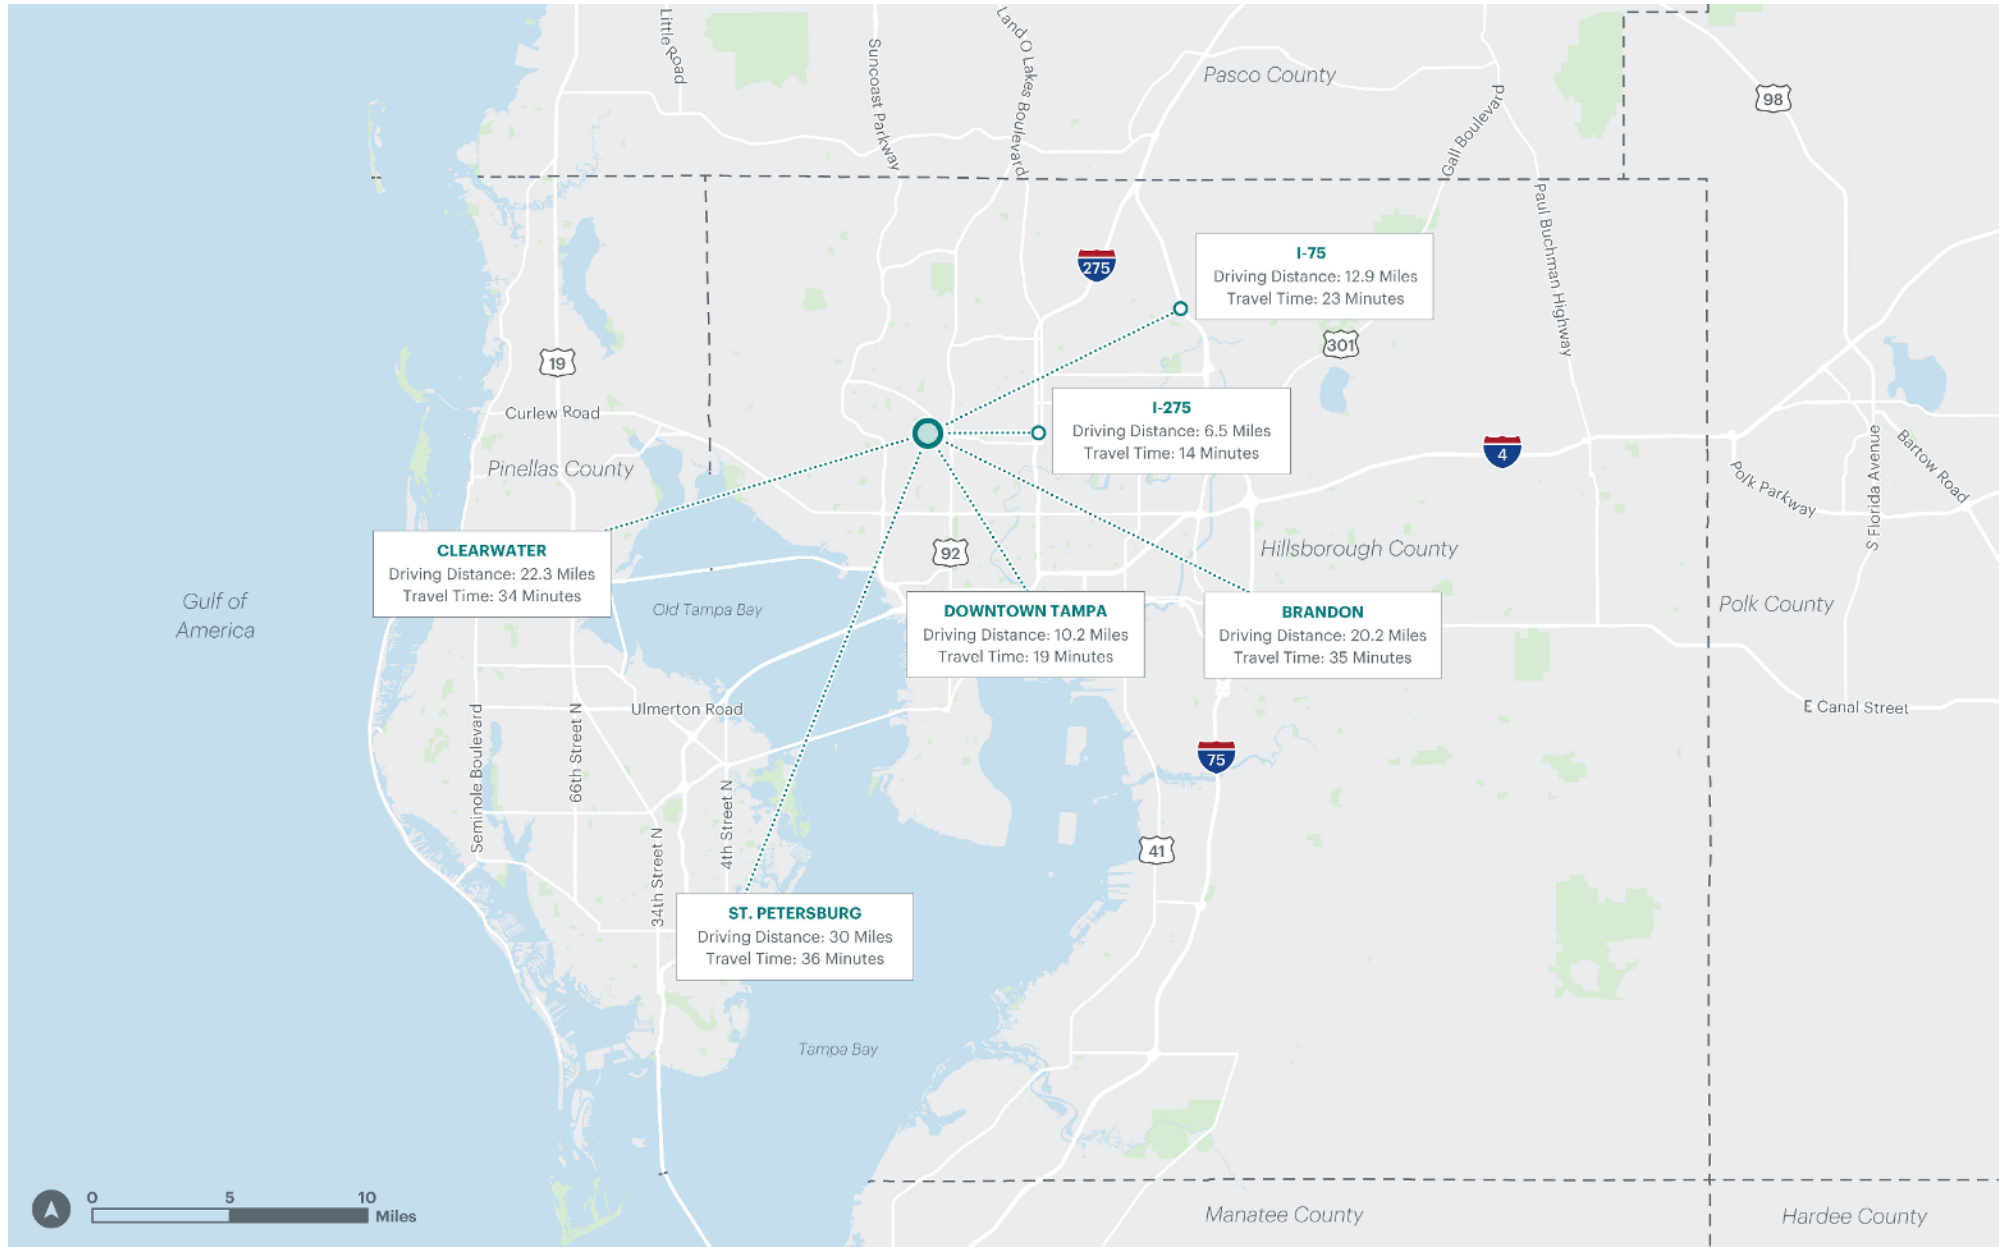 Little Road
Suncoast Parkway
Land O Lakes Boulevard
Pasco County
Gall Boulevard
98
Paul Buchman Highway
275
I-75
Driving Distance: 12.9 Miles
Travel Time: 23 Minutes
301
19
Curlew Road
I-275
Driving Distance: 6.5 Miles
Travel Time: 14 Minutes
4
Pinellas County
Polk Parkway
S Florida Avenue
Bartow Road
CLEARWATER
Driving Distance: 22.3 Miles
Travel Time: 34 Minutes
92
Hillsborough County
Gulf of
America
Old Tampa Bay
DOWNTOWN TAMPA
Driving Distance: 10.2 Miles
Travel Time: 19 Minutes
BRANDON
Driving Distance: 20.2 Miles
Travel Time: 35 Minutes
Polk County
Ulmerton Road
E Canal Street
Seminole Boulevard
66th Street N
4th Street N
34th Street N
75
41
ST. PETERSBURG
Driving Distance: 30 Miles
Travel Time: 36 Minutes
Tampa Bay
0 5 10
Miles
Manatee County
Hardee County